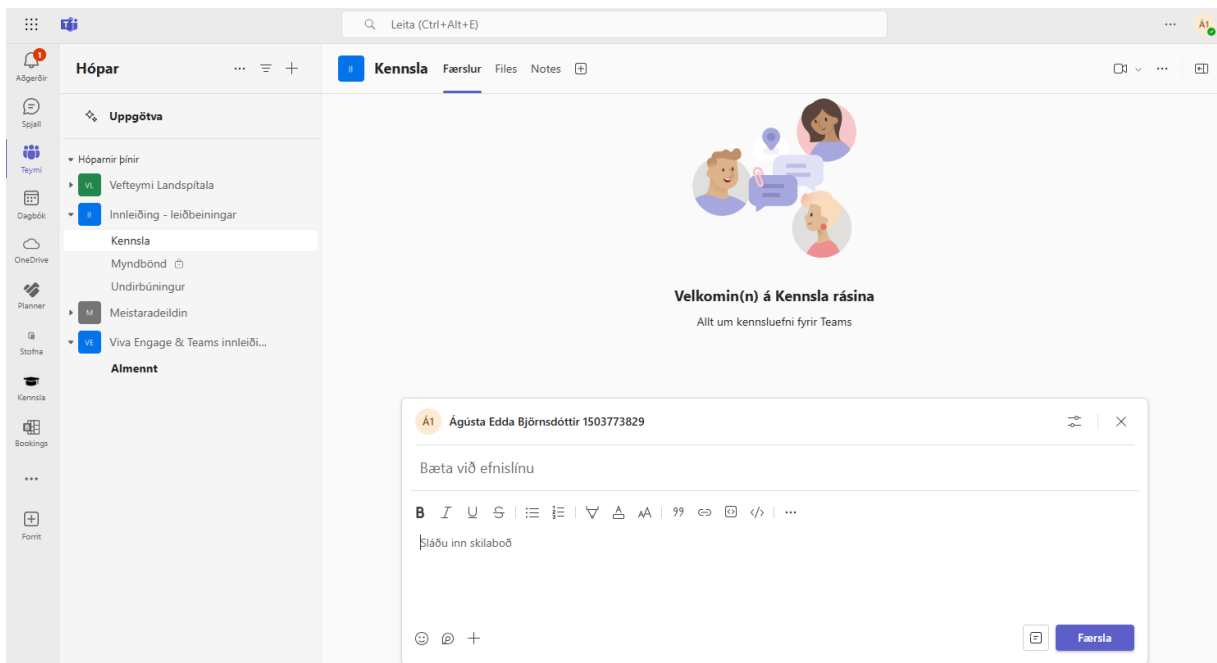 Leita (Ctrl+Alt+E)
Á1
1
Aðgerðir
Spjall
Teymi
Dagbók
OneDrive
Planner
Stofna
Kennsla
Bookings
Forrit
Hópar
Uppgötva
Hóparnir þínir
VL Vefteymi Landspítala
II Innleiðing - leiðbeiningar
Kennsla
Myndbönd
Undirbúningur
M Meistaradeildin
VE Viva Engage & Teams innleiði...
Almennt
II Kennsla Færslur Files Notes
Velkomin(n) á Kennsla rásina
Allt um kennsluefni fyrir Teams
Á1 Ágústa Edda Björnsdóttir 1503773829
Bæta við efnislínu
Sláðu inn skilaboð
Færsla